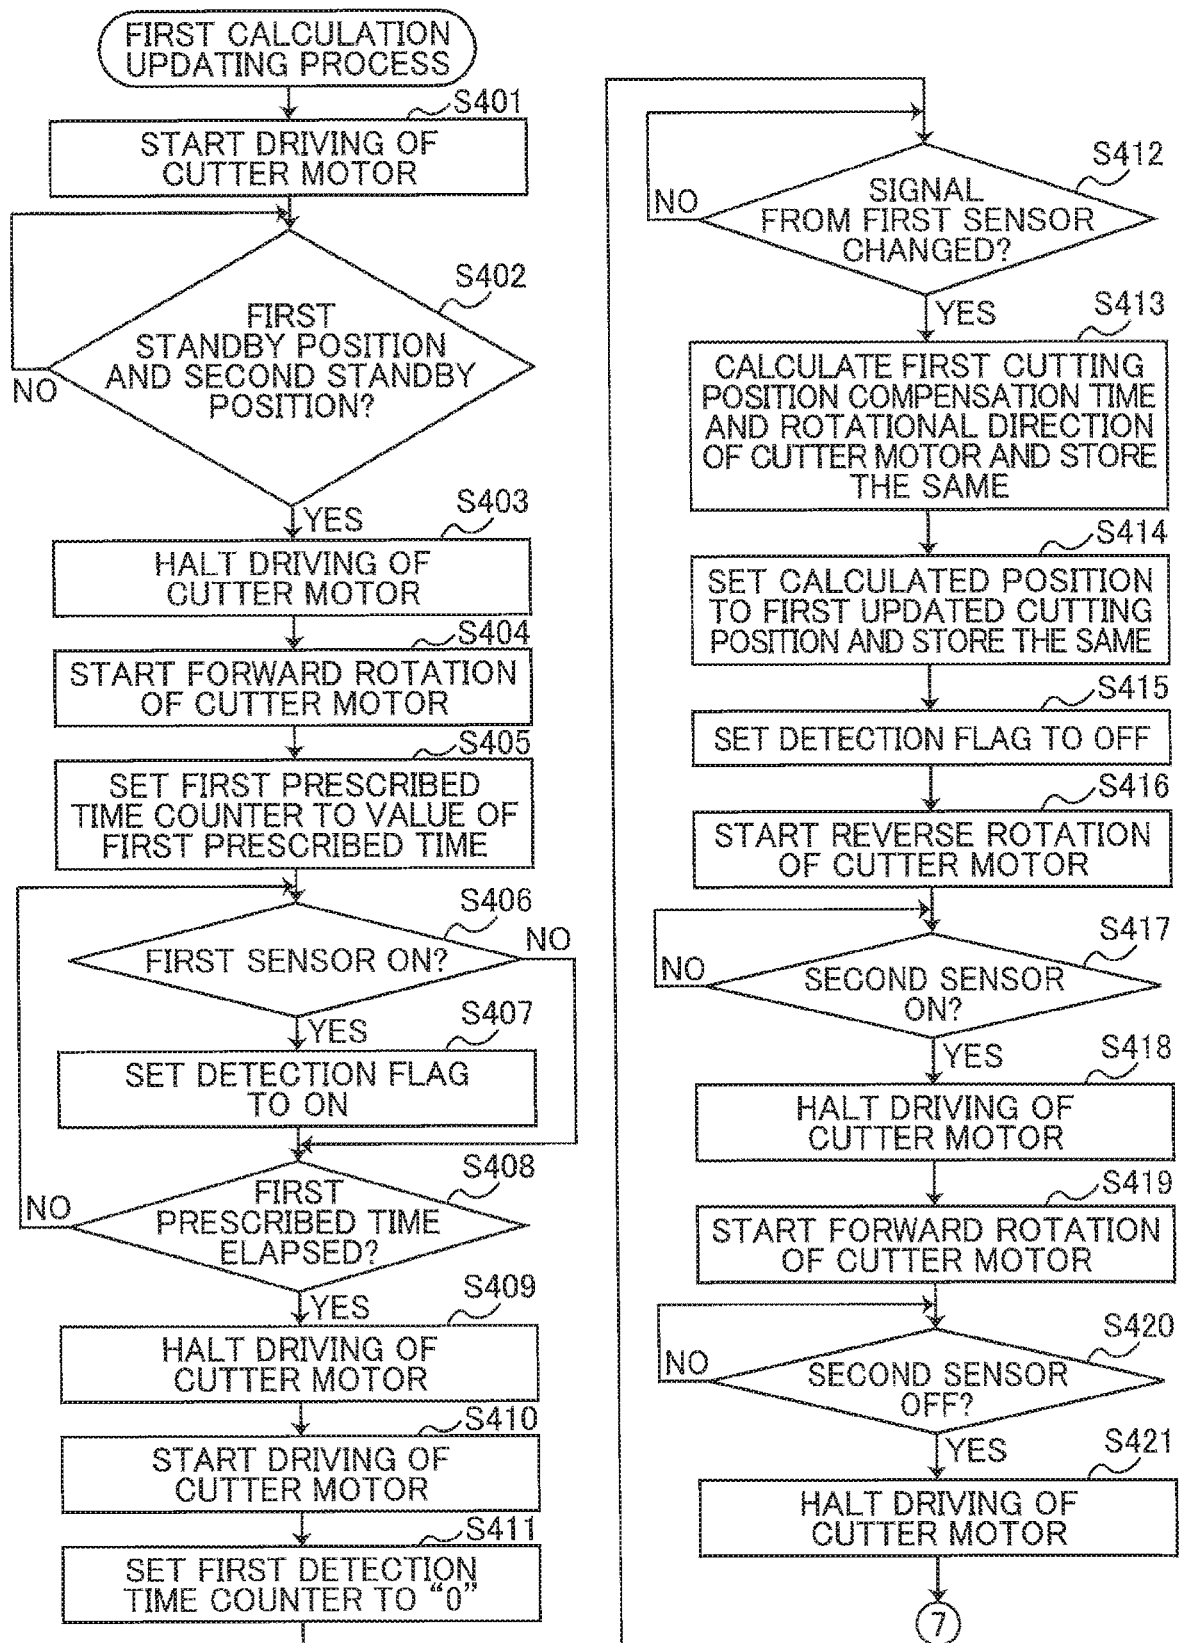 FIRST CALCULATION
UPDATING PROCESS
S401
START DRIVING OF
CUTTER MOTOR
S402
FIRST
STANDBY POSITION
AND SECOND STANDBY
POSITION?
NO
YES
S403
HALT DRIVING OF
CUTTER MOTOR
S404
START FORWARD ROTATION
OF CUTTER MOTOR
S405
SET FIRST PRESCRIBED
TIME COUNTER TO VALUE OF
FIRST PRESCRIBED TIME
S406
FIRST SENSOR ON?
NO
YES
S407
SET DETECTION FLAG
TO ON
S408
FIRST
PRESCRIBED TIME
ELAPSED?
NO
YES
S409
HALT DRIVING OF
CUTTER MOTOR
S410
START DRIVING OF
CUTTER MOTOR
S411
SET FIRST DETECTION
TIME COUNTER TO “0”
S412
SIGNAL
FROM FIRST SENSOR
CHANGED?
NO
YES
S413
CALCULATE FIRST CUTTING
POSITION COMPENSATION TIME
AND ROTATIONAL DIRECTION
OF CUTTER MOTOR AND STORE
THE SAME
S414
SET CALCULATED POSITION
TO FIRST UPDATED CUTTING
POSITION AND STORE THE SAME
S415
SET DETECTION FLAG TO OFF
S416
START REVERSE ROTATION
OF CUTTER MOTOR
S417
SECOND SENSOR
ON?
NO
YES
S418
HALT DRIVING OF
CUTTER MOTOR
S419
START FORWARD ROTATION
OF CUTTER MOTOR
S420
SECOND SENSOR
OFF?
NO
YES
S421
HALT DRIVING OF
CUTTER MOTOR
7